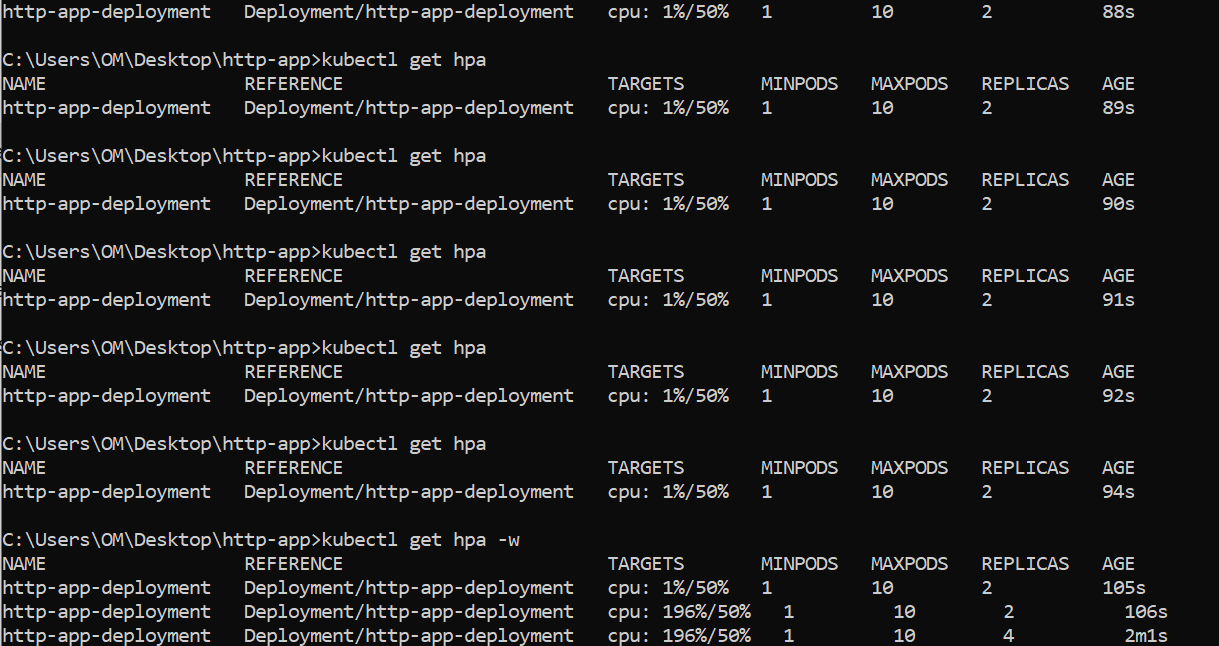 http-app-deployment   Deployment/http-app-deployment   cpu: 1%/50%   1         10        2          88s
C:\Users\OM\Desktop\http-app>kubectl get hpa
NAME                  REFERENCE                        TARGETS       MINPODS   MAXPODS   REPLICAS   AGE
http-app-deployment   Deployment/http-app-deployment   cpu: 1%/50%   1         10        2          89s
C:\Users\OM\Desktop\http-app>kubectl get hpa
NAME                  REFERENCE                        TARGETS       MINPODS   MAXPODS   REPLICAS   AGE
http-app-deployment   Deployment/http-app-deployment   cpu: 1%/50%   1         10        2          90s
C:\Users\OM\Desktop\http-app>kubectl get hpa
NAME                  REFERENCE                        TARGETS       MINPODS   MAXPODS   REPLICAS   AGE
http-app-deployment   Deployment/http-app-deployment   cpu: 1%/50%   1         10        2          91s
C:\Users\OM\Desktop\http-app>kubectl get hpa
NAME                  REFERENCE                        TARGETS       MINPODS   MAXPODS   REPLICAS   AGE
http-app-deployment   Deployment/http-app-deployment   cpu: 1%/50%   1         10        2          92s
C:\Users\OM\Desktop\http-app>kubectl get hpa
NAME                  REFERENCE                        TARGETS       MINPODS   MAXPODS   REPLICAS   AGE
http-app-deployment   Deployment/http-app-deployment   cpu: 1%/50%   1         10        2          94s
C:\Users\OM\Desktop\http-app>kubectl get hpa -w
NAME                  REFERENCE                        TARGETS       MINPODS   MAXPODS   REPLICAS   AGE
http-app-deployment   Deployment/http-app-deployment   cpu: 1%/50%   1         10        2          105s
http-app-deployment   Deployment/http-app-deployment   cpu: 196%/50%   1         10        2          106s
http-app-deployment   Deployment/http-app-deployment   cpu: 196%/50%   1         10        4          2m1s